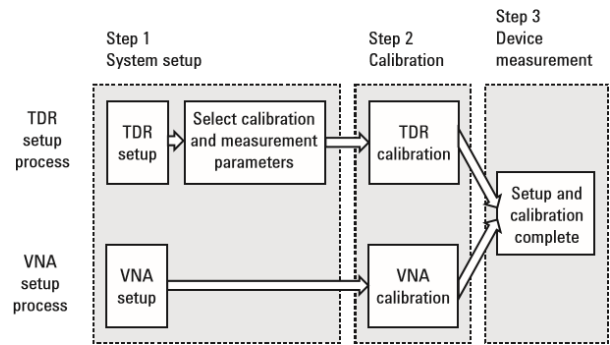 Step 1
System setup
Step 2
Calibration
Step 3
Device
measurement
TDR
setup
process
TDR
setup
Select calibration
and measurement
parameters
TDR
calibration
Setup and
calibration
complete
VNA
setup
process
VNA
setup
VNA
calibration